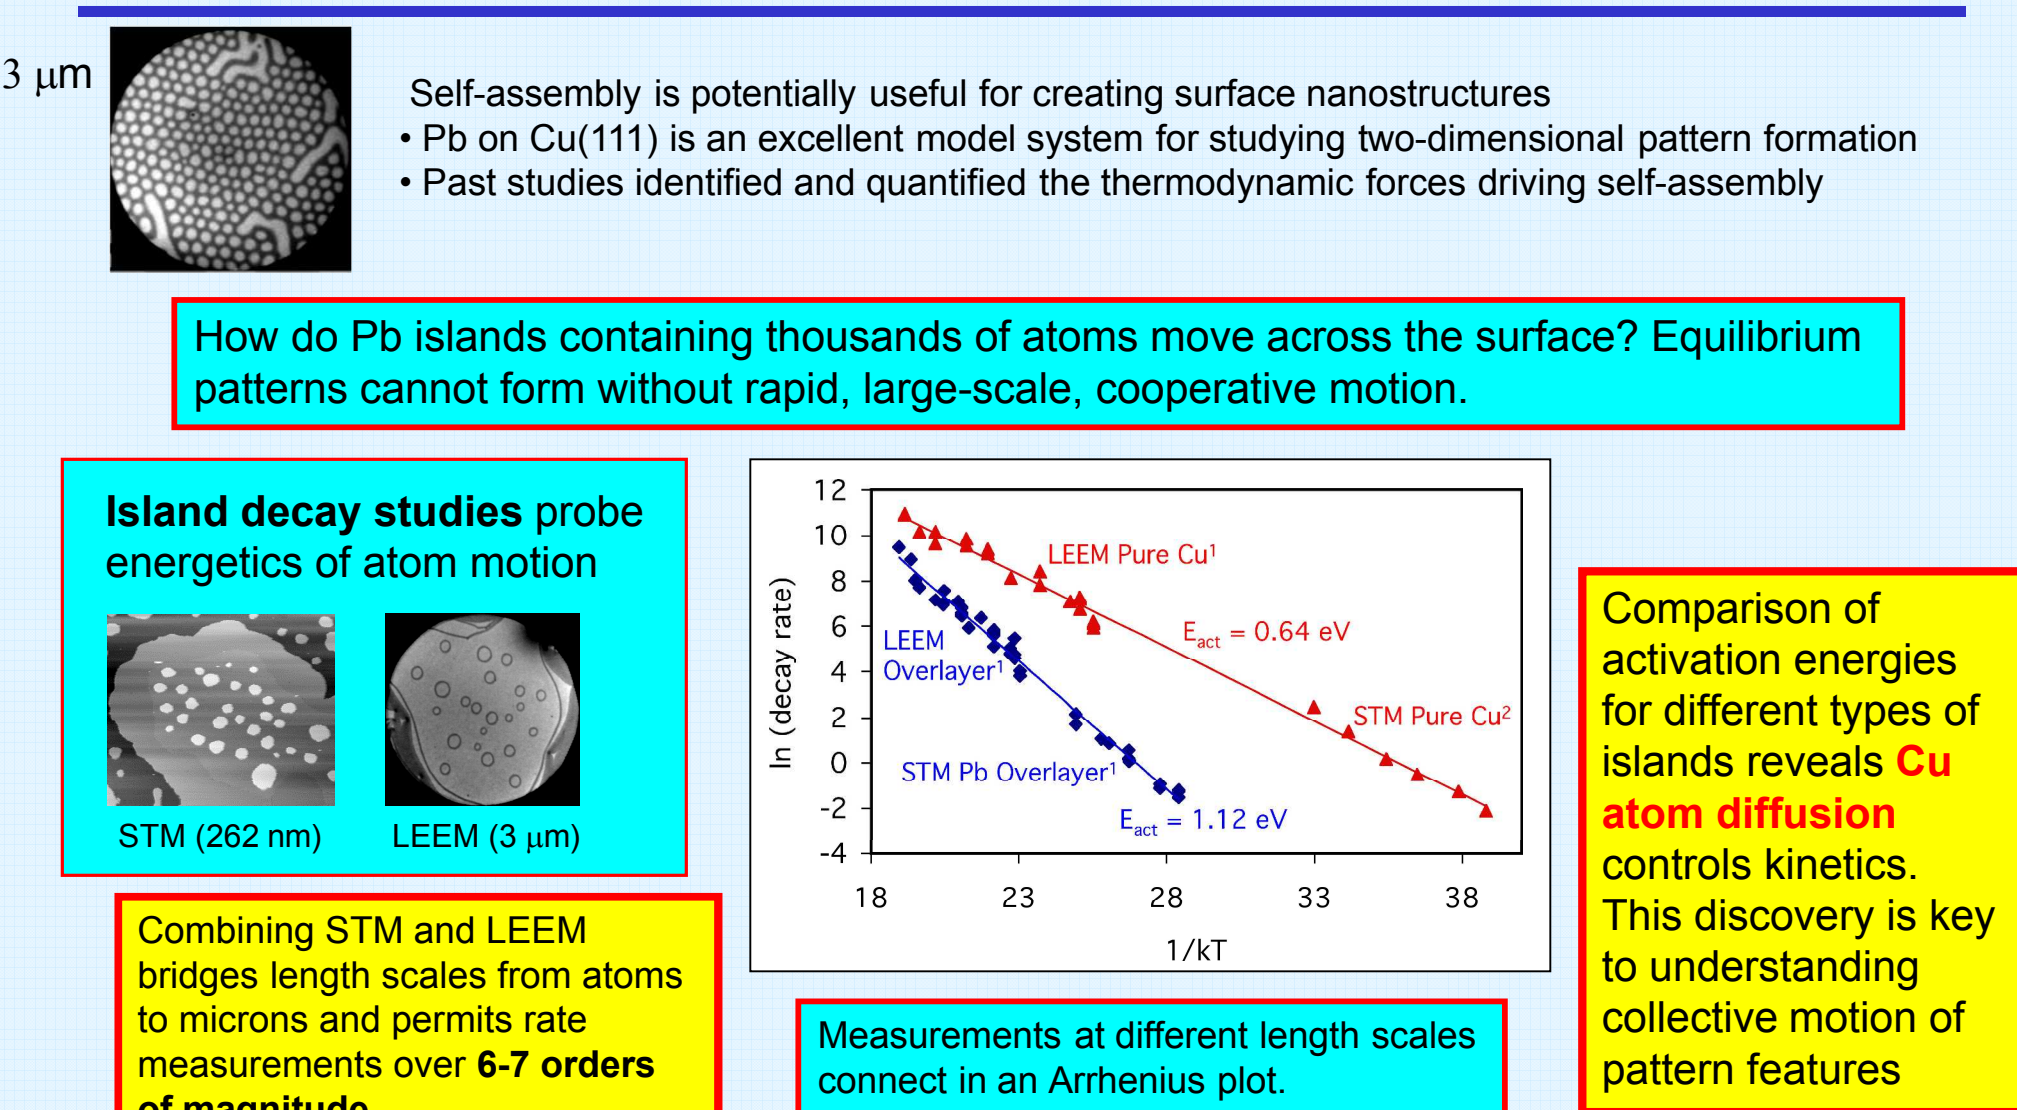 3 μm
Self-assembly is potentially useful for creating surface nanostructures
• Pb on Cu(111) is an excellent model system for studying two-dimensional pattern formation
• Past studies identified and quantified the thermodynamic forces driving self-assembly
How do Pb islands containing thousands of atoms move across the surface? Equilibrium
patterns cannot form without rapid, large-scale, cooperative motion.
Island decay studies probe
energetics of atom motion
STM (262 nm)
LEEM (3 μm)
Combining STM and LEEM
bridges length scales from atoms
to microns and permits rate
measurements over 6-7 orders
of magnitude
12
10
8
6
4
2
0
-2
-4
ln (decay rate)
LEEM Pure Cu¹
E_act = 0.64 eV
LEEM
Overlayer¹
STM Pure Cu²
STM Pb Overlayer¹
E_act = 1.12 eV
18 23 28 33 38
1/kT
Measurements at different length scales
connect in an Arrhenius plot.
Comparison of
activation energies
for different types of
islands reveals Cu
atom diffusion
controls kinetics.
This discovery is key
to understanding
collective motion of
pattern features